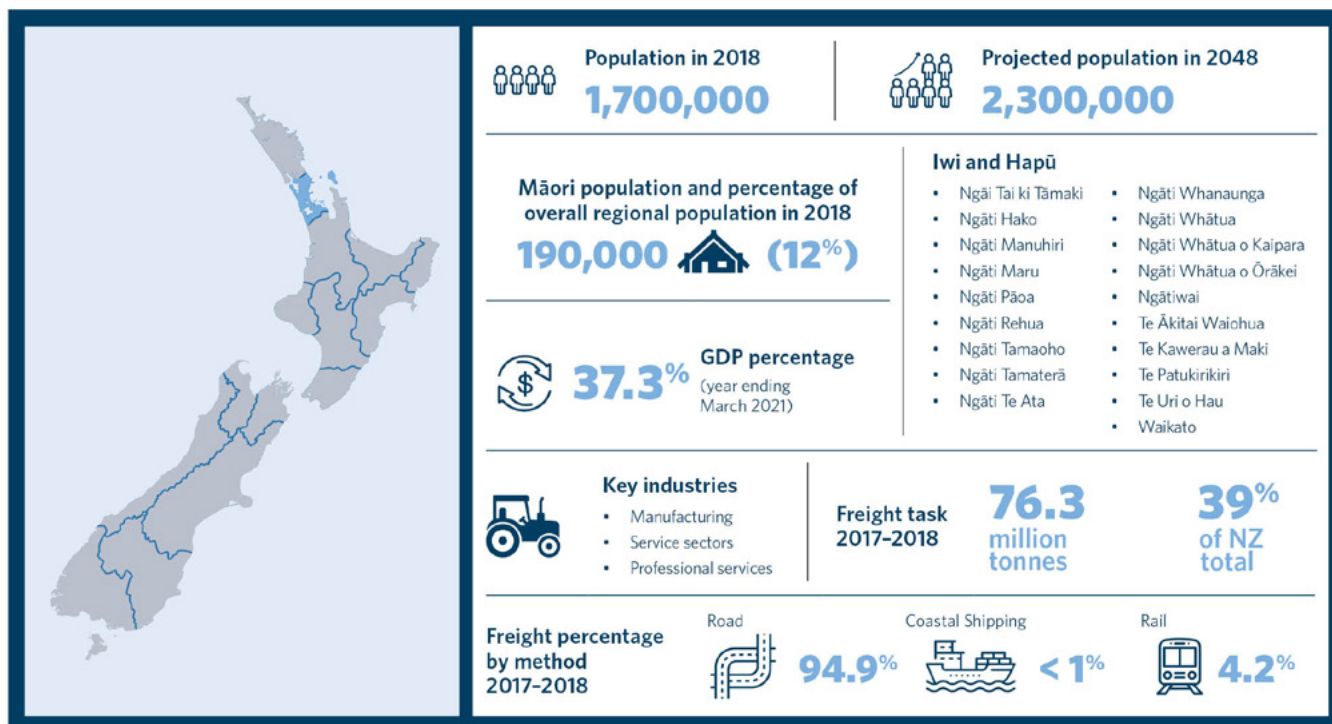 Population in 2018
1,700,000
Projected population in 2048
2,300,000
Māori population and percentage of
overall regional population in 2018
190,000 (12%)
GDP percentage
37.3%
(year ending
March 2021)
Iwi and Hapū
• Ngāi Tai ki Tāmaki
• Ngāti Hako
• Ngāti Manuhiri
• Ngāti Maru
• Ngāti Pāoa
• Ngāti Rehua
• Ngāti Tamaoho
• Ngāti Tamaterā
• Ngāti Te Ata
• Ngāti Whanaunga
• Ngāti Whātua
• Ngāti Whātua o Kaipara
• Ngāti Whātua o Ōrākei
• Ngātiwai
• Te Ākitai Waiohua
• Te Kawerau a Maki
• Te Patukirikiri
• Te Uri o Hau
• Waikato
Key industries
• Manufacturing
• Service sectors
• Professional services
Freight task
2017–2018
76.3
million
tonnes
39%
of NZ
total
Freight percentage
by method
2017–2018
Road
94.9%
Coastal Shipping
< 1%
Rail
4.2%
$